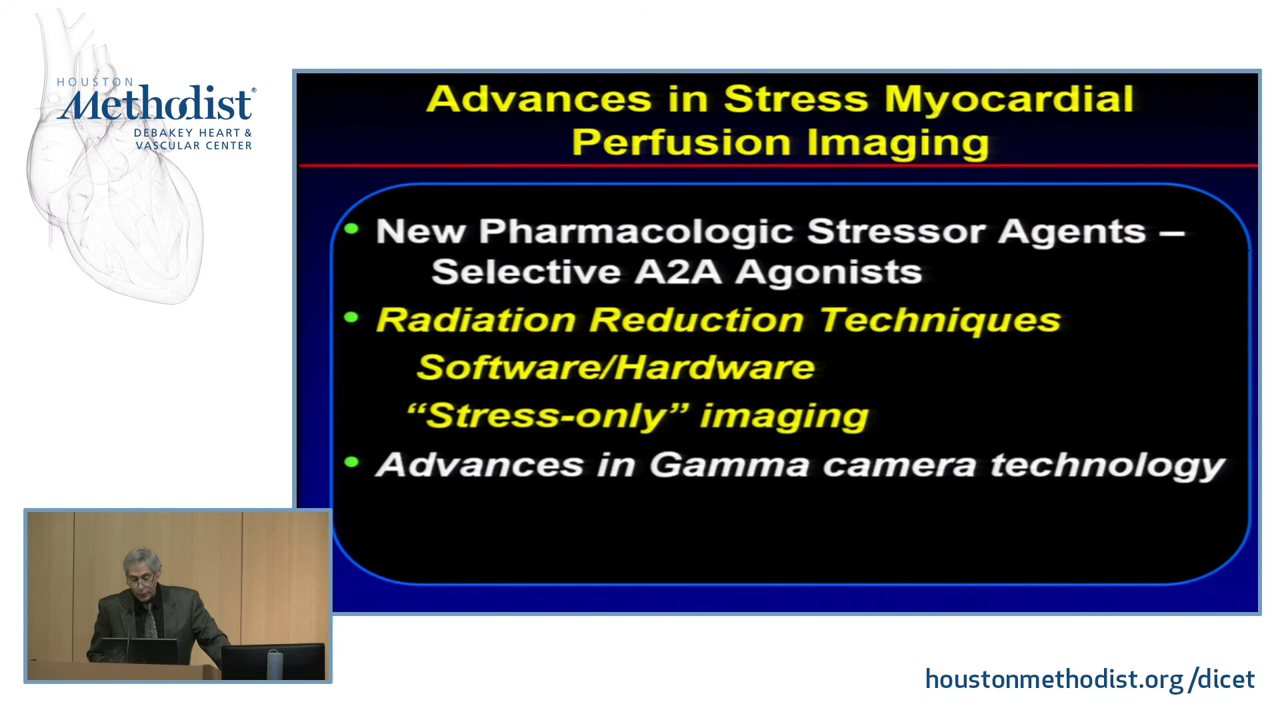 HOUSTON
Methodist®
DEBAKEY HEART &
VASCULAR CENTER
Advances in Stress Myocardial
Perfusion Imaging
• New Pharmacologic Stressor Agents –
Selective A2A Agonists
• Radiation Reduction Techniques
Software/Hardware
“Stress-only” imaging
• Advances in Gamma camera technology
houstonmethodist.org/dicet